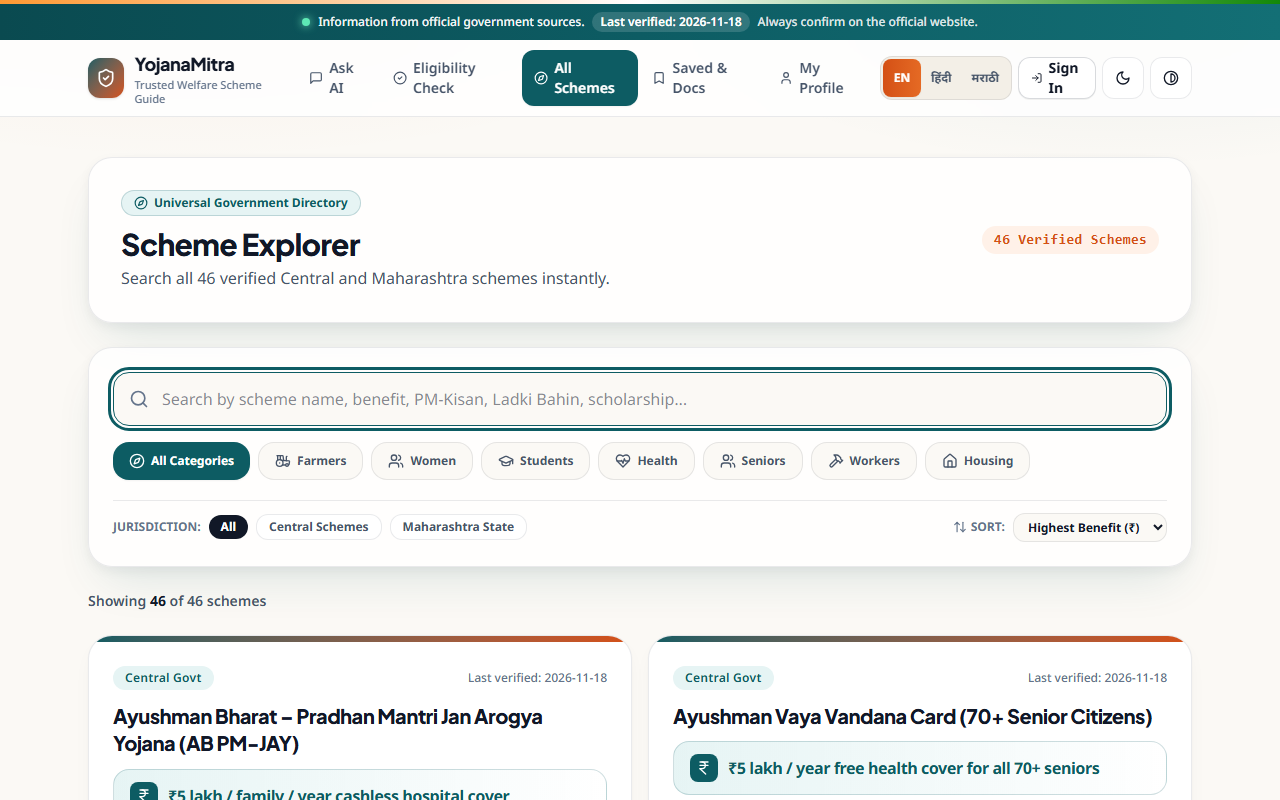 Information from official government sources. Last verified: 2026-11-18 Always confirm on the official website.
YojanaMitra
Trusted Welfare Scheme
Guide
Ask
AI
Eligibility
Check
All
Schemes
Saved &
Docs
My
Profile
EN हिंदी मराठी
Sign
In
Universal Government Directory
Scheme Explorer
Search all 46 verified Central and Maharashtra schemes instantly.
46 Verified Schemes
Search by scheme name, benefit, PM-Kisan, Ladki Bahin, scholarship...
All Categories Farmers Women Students Health Seniors Workers Housing
JURISDICTION: All Central Schemes Maharashtra State SORT: Highest Benefit (₹)
Showing 46 of 46 schemes
Central Govt Last verified: 2026-11-18
Ayushman Bharat – Pradhan Mantri Jan Arogya
Yojana (AB PM-JAY)
₹5 lakh / family / year cashless hospital cover
Central Govt Last verified: 2026-11-18
Ayushman Vaya Vandana Card (70+ Senior Citizens)
₹5 lakh / year free health cover for all 70+ seniors